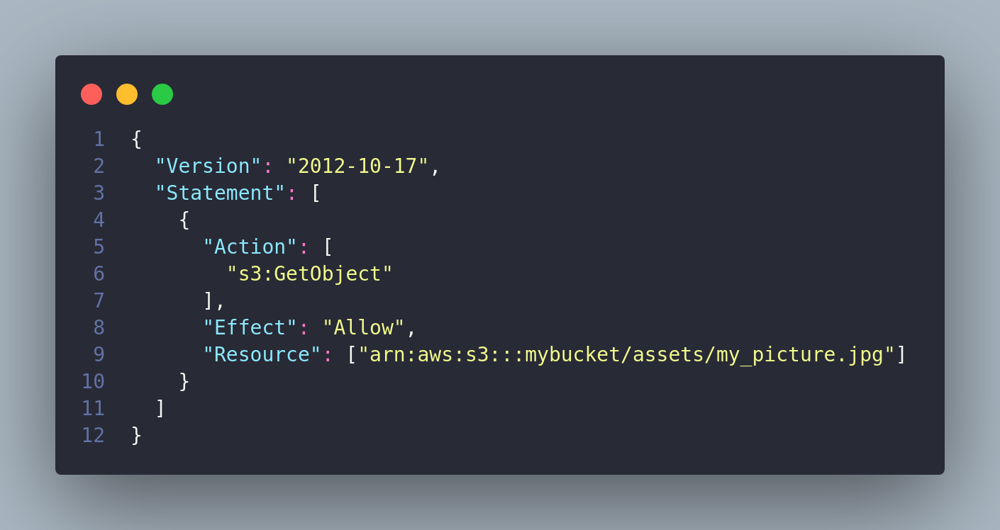 1 {
2   "Version": "2012-10-17",
3   "Statement": [
4     {
5       "Action": [
6         "s3:GetObject"
7       ],
8       "Effect": "Allow",
9       "Resource": ["arn:aws:s3:::mybucket/assets/my_picture.jpg"]
10     }
11   ]
12 }